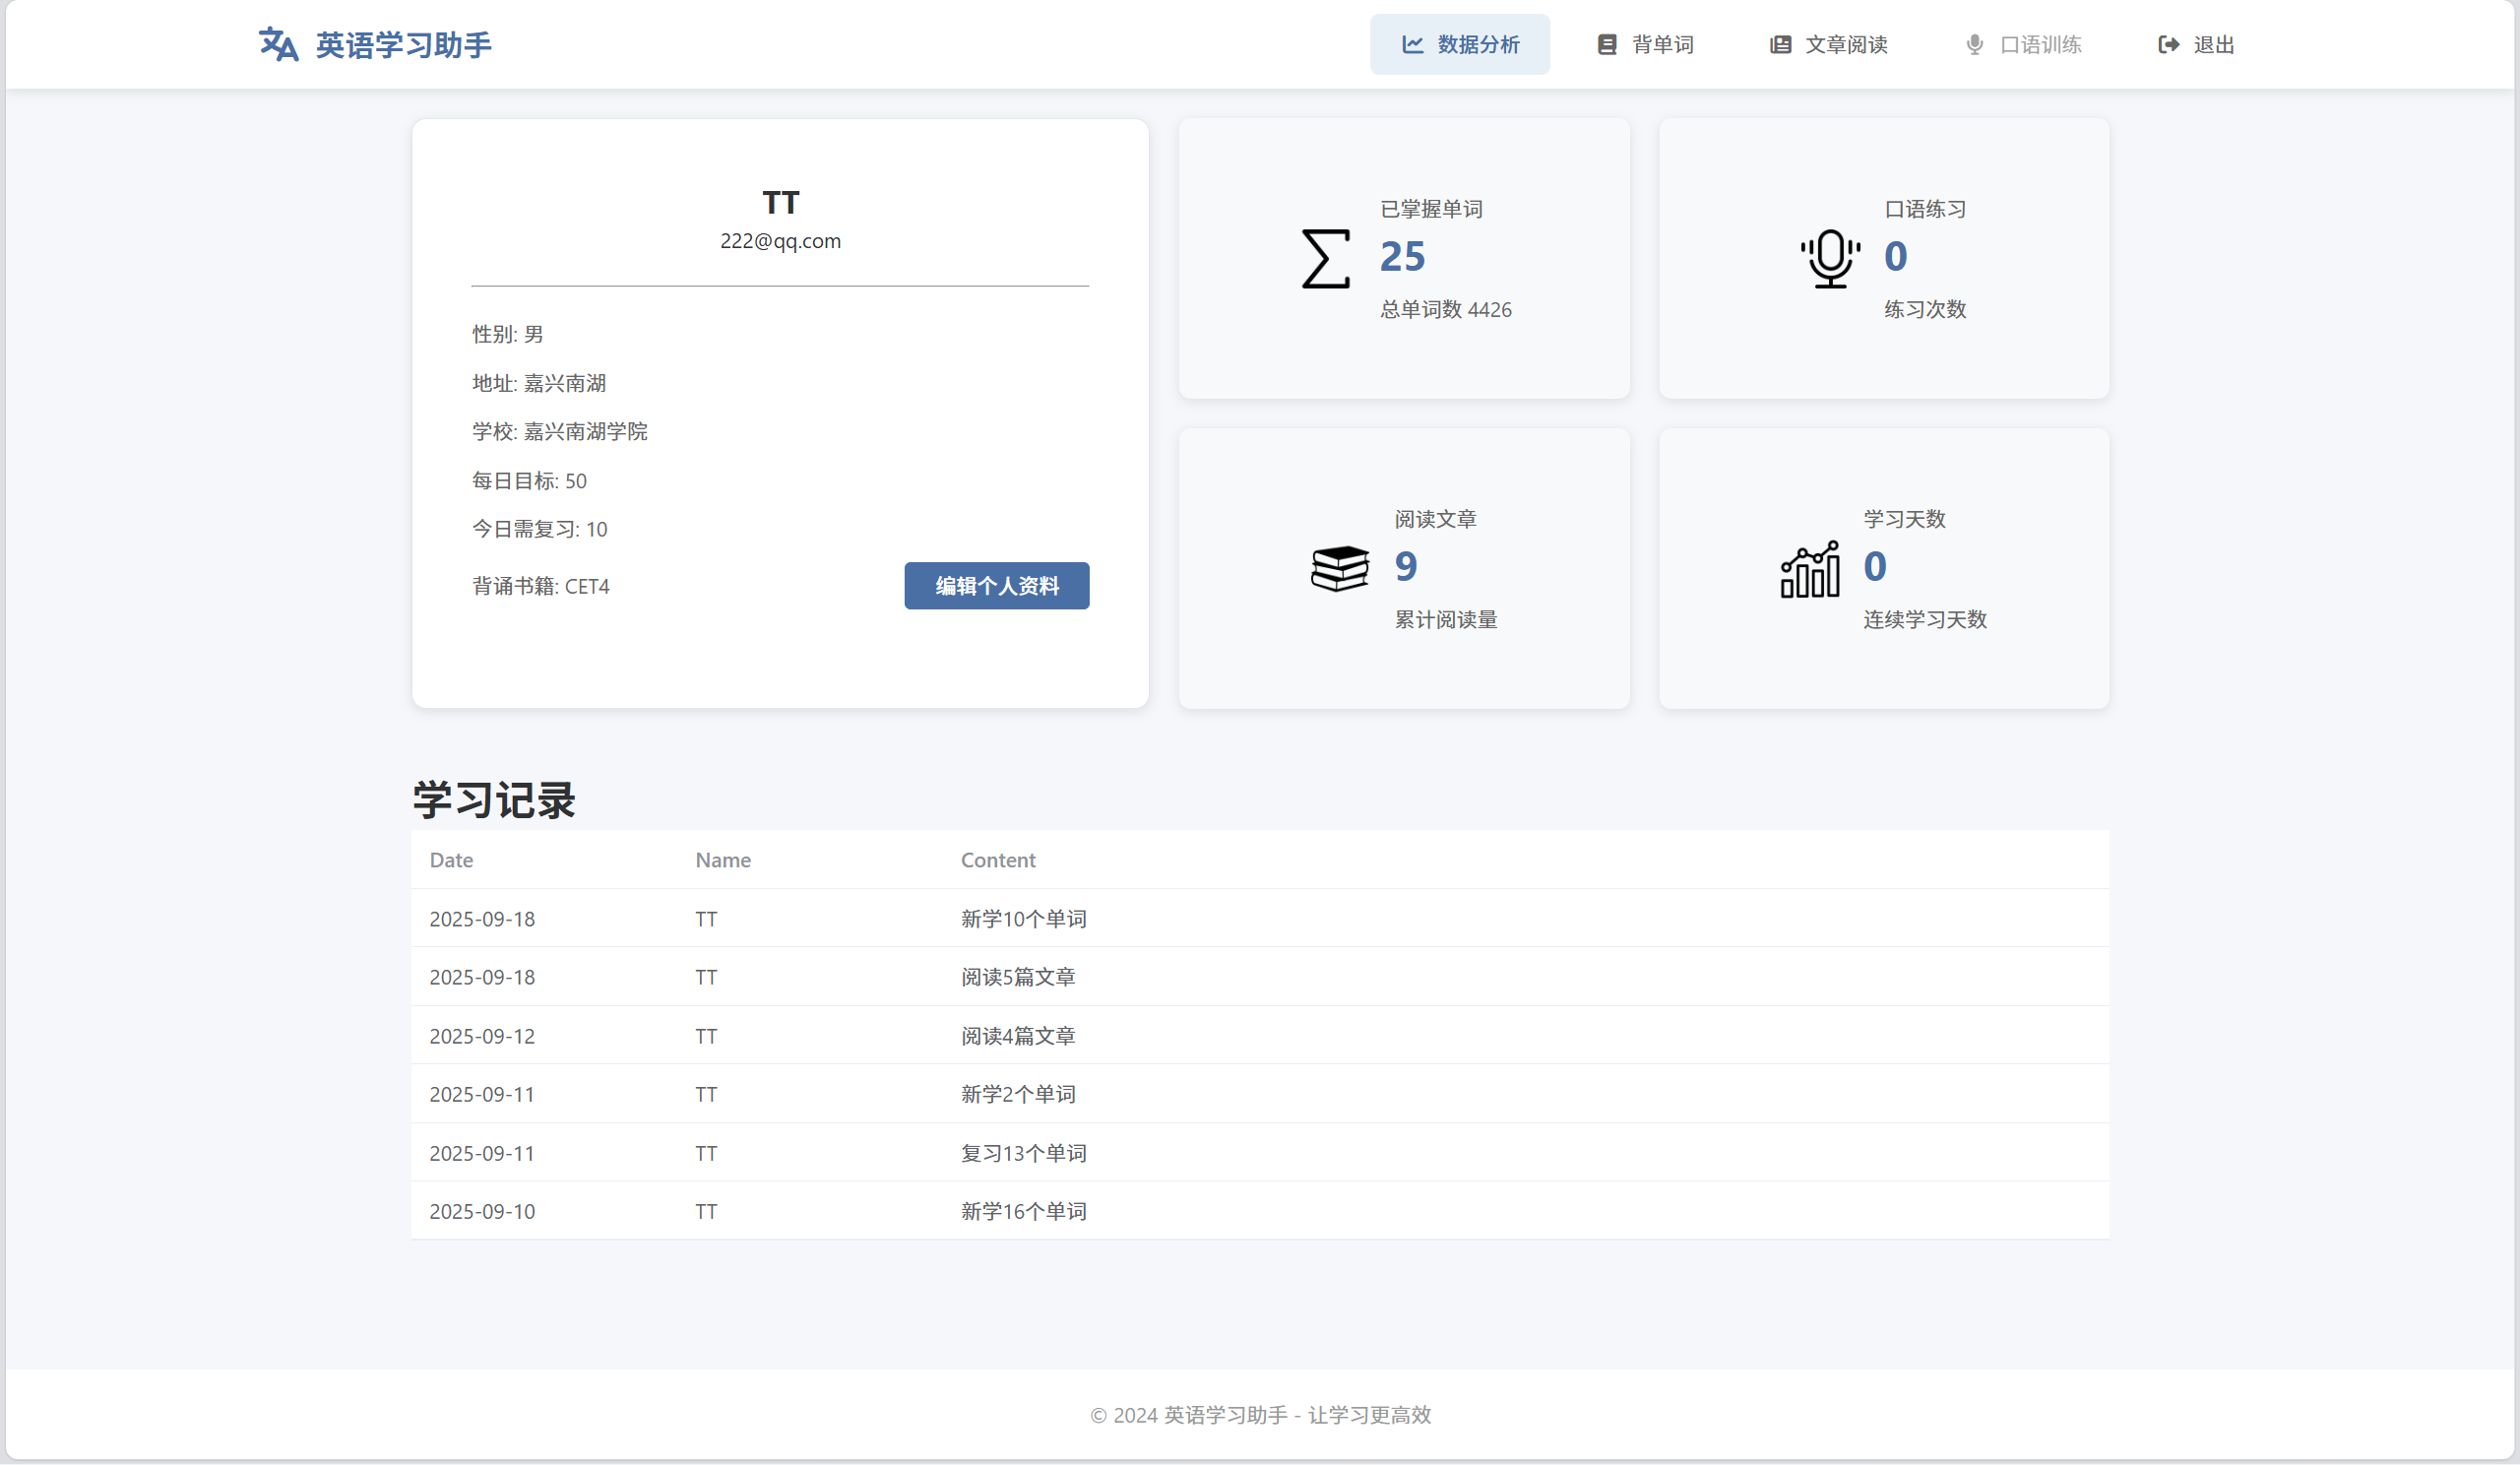 英语学习助手
数据分析 背单词 文章阅读 口语训练 退出
TT
222@qq.com
性别: 男
地址: 嘉兴南湖
学校: 嘉兴南湖学院
每日目标: 50
今日需复习: 10
背诵书籍: CET4
编辑个人资料
已掌握单词
25
总单词数 4426
口语练习
0
练习次数
阅读文章
9
累计阅读量
学习天数
0
连续学习天数
学习记录
Date Name Content
2025-09-18 TT 新学10个单词
2025-09-18 TT 阅读5篇文章
2025-09-12 TT 阅读4篇文章
2025-09-11 TT 新学2个单词
2025-09-11 TT 复习13个单词
2025-09-10 TT 新学16个单词
© 2024 英语学习助手 - 让学习更高效